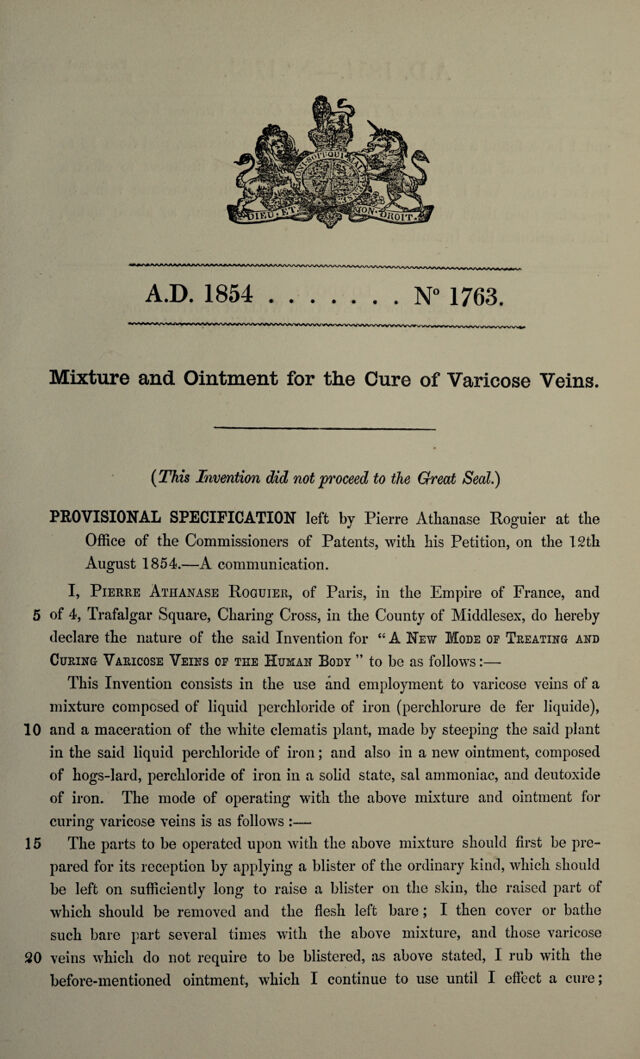 HONI SOIT QUI MAL
DIEU ET MON DROIT.
A.D. 1854 . . . . . . . Nº 1763.
Mixture and Ointment for the Cure of Varicose Veins.
(This Invention did not proceed to the Great Seal.)
PROVISIONAL SPECIFICATION left by Pierre Athanase Roguier at the
Office of the Commissioners of Patents, with his Petition, on the 12th
August 1854.—A communication.
I, PIERRE ATHANASE ROGUIER, of Paris, in the Empire of France, and
5 of 4, Trafalgar Square, Charing Cross, in the County of Middlesex, do hereby
declare the nature of the said Invention for “A NEW MODE OF TREATING AND
CURING VARICOSE VEINS OF THE HUMAN BODY” to be as follows:—
This Invention consists in the use and employment to varicose veins of a
mixture composed of liquid perchloride of iron (perchlorure de fer liquide),
10 and a maceration of the white clematis plant, made by steeping the said plant
in the said liquid perchloride of iron; and also in a new ointment, composed
of hogs-lard, perchloride of iron in a solid state, sal ammoniac, and deutoxide
of iron. The mode of operating with the above mixture and ointment for
curing varicose veins is as follows:—
15 The parts to be operated upon with the above mixture should first be pre-
pared for its reception by applying a blister of the ordinary kind, which should
be left on sufficiently long to raise a blister on the skin, the raised part of
which should be removed and the flesh left bare; I then cover or bathe
such bare part several times with the above mixture, and those varicose
20 veins which do not require to be blistered, as above stated, I rub with the
before-mentioned ointment, which I continue to use until I effect a cure;